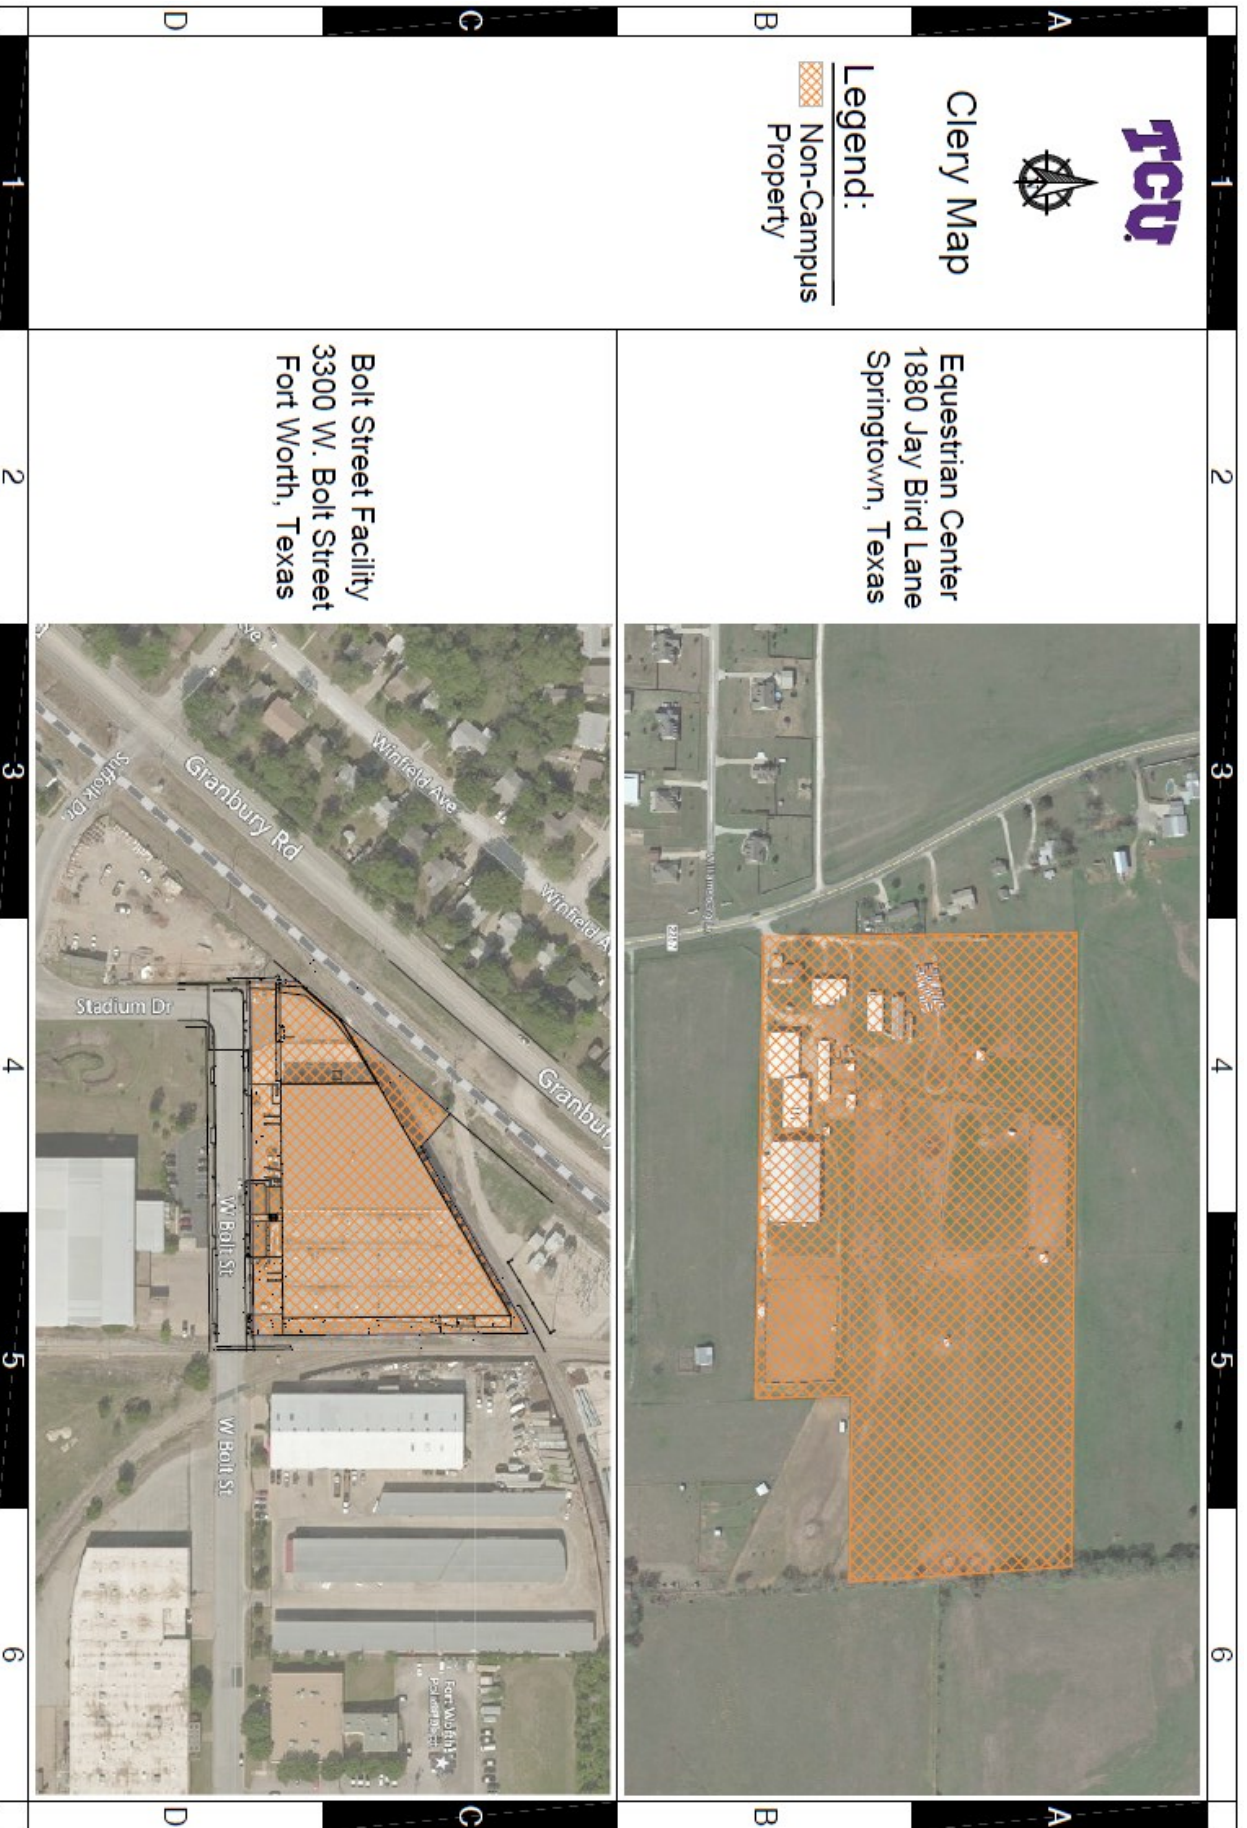 1
2
3
4
5
6
A
B
C
D
TCU
Clery Map
Legend:
Non-Campus
Property
Equestrian Center
1880 Jay Bird Lane
Springtown, Texas
Bolt Street Facility
3300 W. Bolt Street
Fort Worth, Texas
Winfield Ave
Granbury Rd
Suffolk Dr
Stadium Dr
W Bolt St
W Bolt St
Fort Worth
A
B
C
D
1
2
3
4
5
6